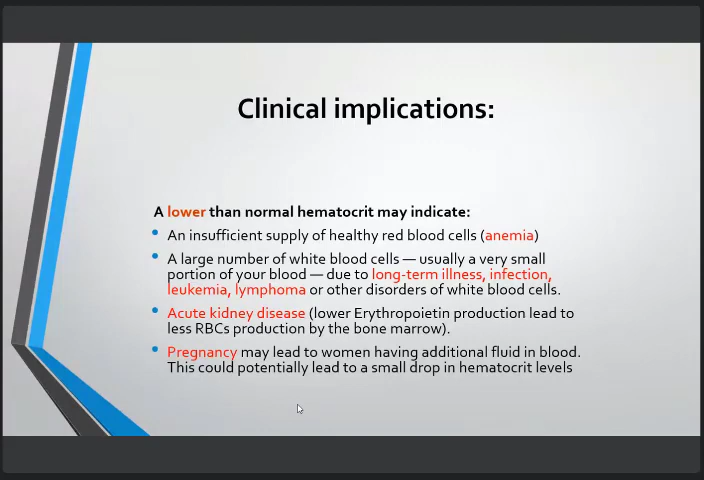 Clinical implications:
A lower than normal hematocrit may indicate:
• An insufficient supply of healthy red blood cells (anemia)
• A large number of white blood cells — usually a very small
portion of your blood — due to long-term illness, infection,
leukemia, lymphoma or other disorders of white blood cells.
• Acute kidney disease (lower Erythropoietin production lead to
less RBCs production by the bone marrow).
• Pregnancy may lead to women having additional fluid in blood.
This could potentially lead to a small drop in hematocrit levels